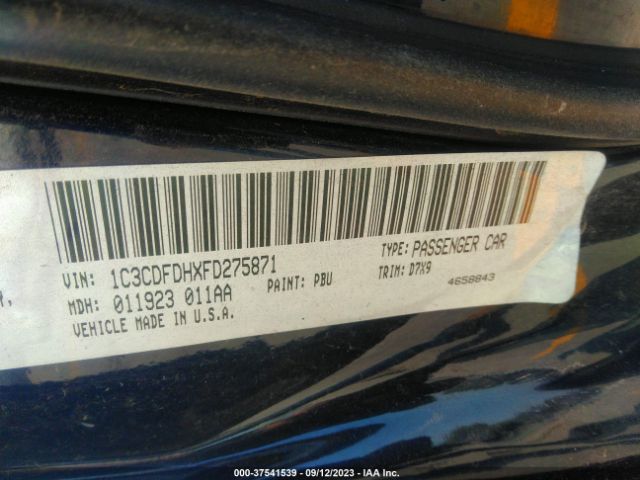 VIN: 1C3CDFDHXFD275871
TYPE: PASSENGER CAR
MDH: 011923 011AA
PAINT: PBU
TRIM: D7X9
VEHICLE MADE IN U.S.A.
4658843
000-37541539 - 09/12/2023 - IAA Inc.